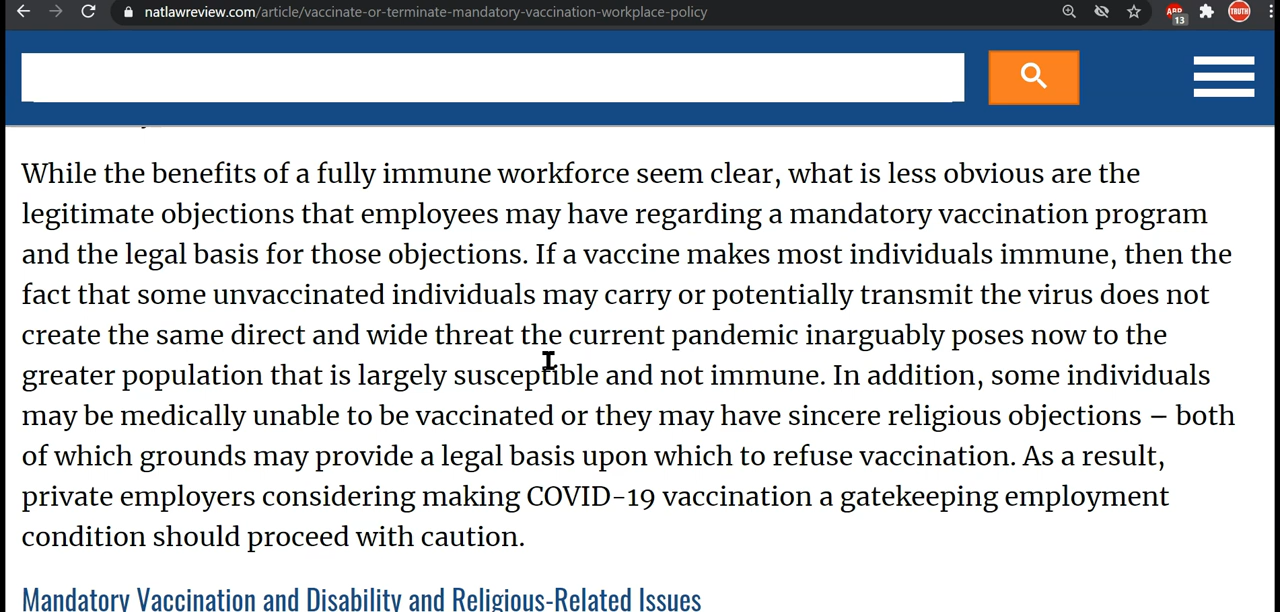 natlawreview.com/article/vaccinate-or-terminate-mandatory-vaccination-workplace-policy
ABP
13
TRUTH
While the benefits of a fully immune workforce seem clear, what is less obvious are the
legitimate objections that employees may have regarding a mandatory vaccination program
and the legal basis for those objections. If a vaccine makes most individuals immune, then the
fact that some unvaccinated individuals may carry or potentially transmit the virus does not
create the same direct and wide threat the current pandemic inarguably poses now to the
greater population that is largely susceptible and not immune. In addition, some individuals
may be medically unable to be vaccinated or they may have sincere religious objections – both
of which grounds may provide a legal basis upon which to refuse vaccination. As a result,
private employers considering making COVID-19 vaccination a gatekeeping employment
condition should proceed with caution.
Mandatory Vaccination and Disability and Religious-Related Issues